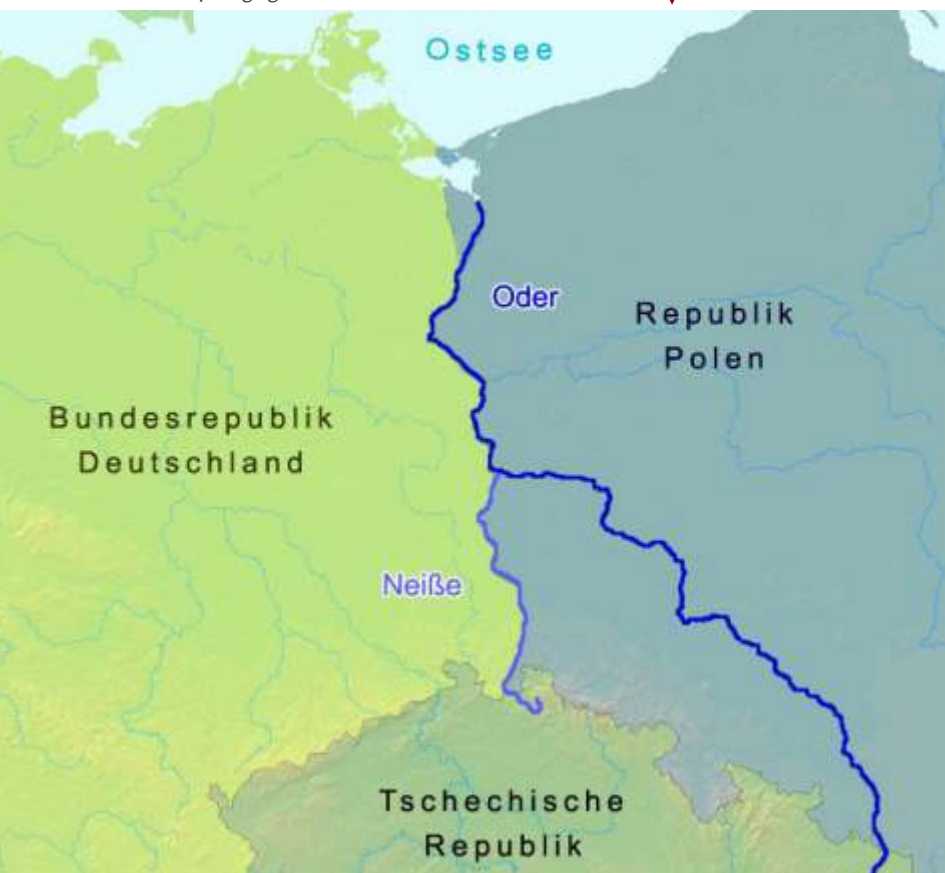 Ostsee
Oder
Republik
Polen
Bundesrepublik
Deutschland
Neiße
Tschechische
Republik